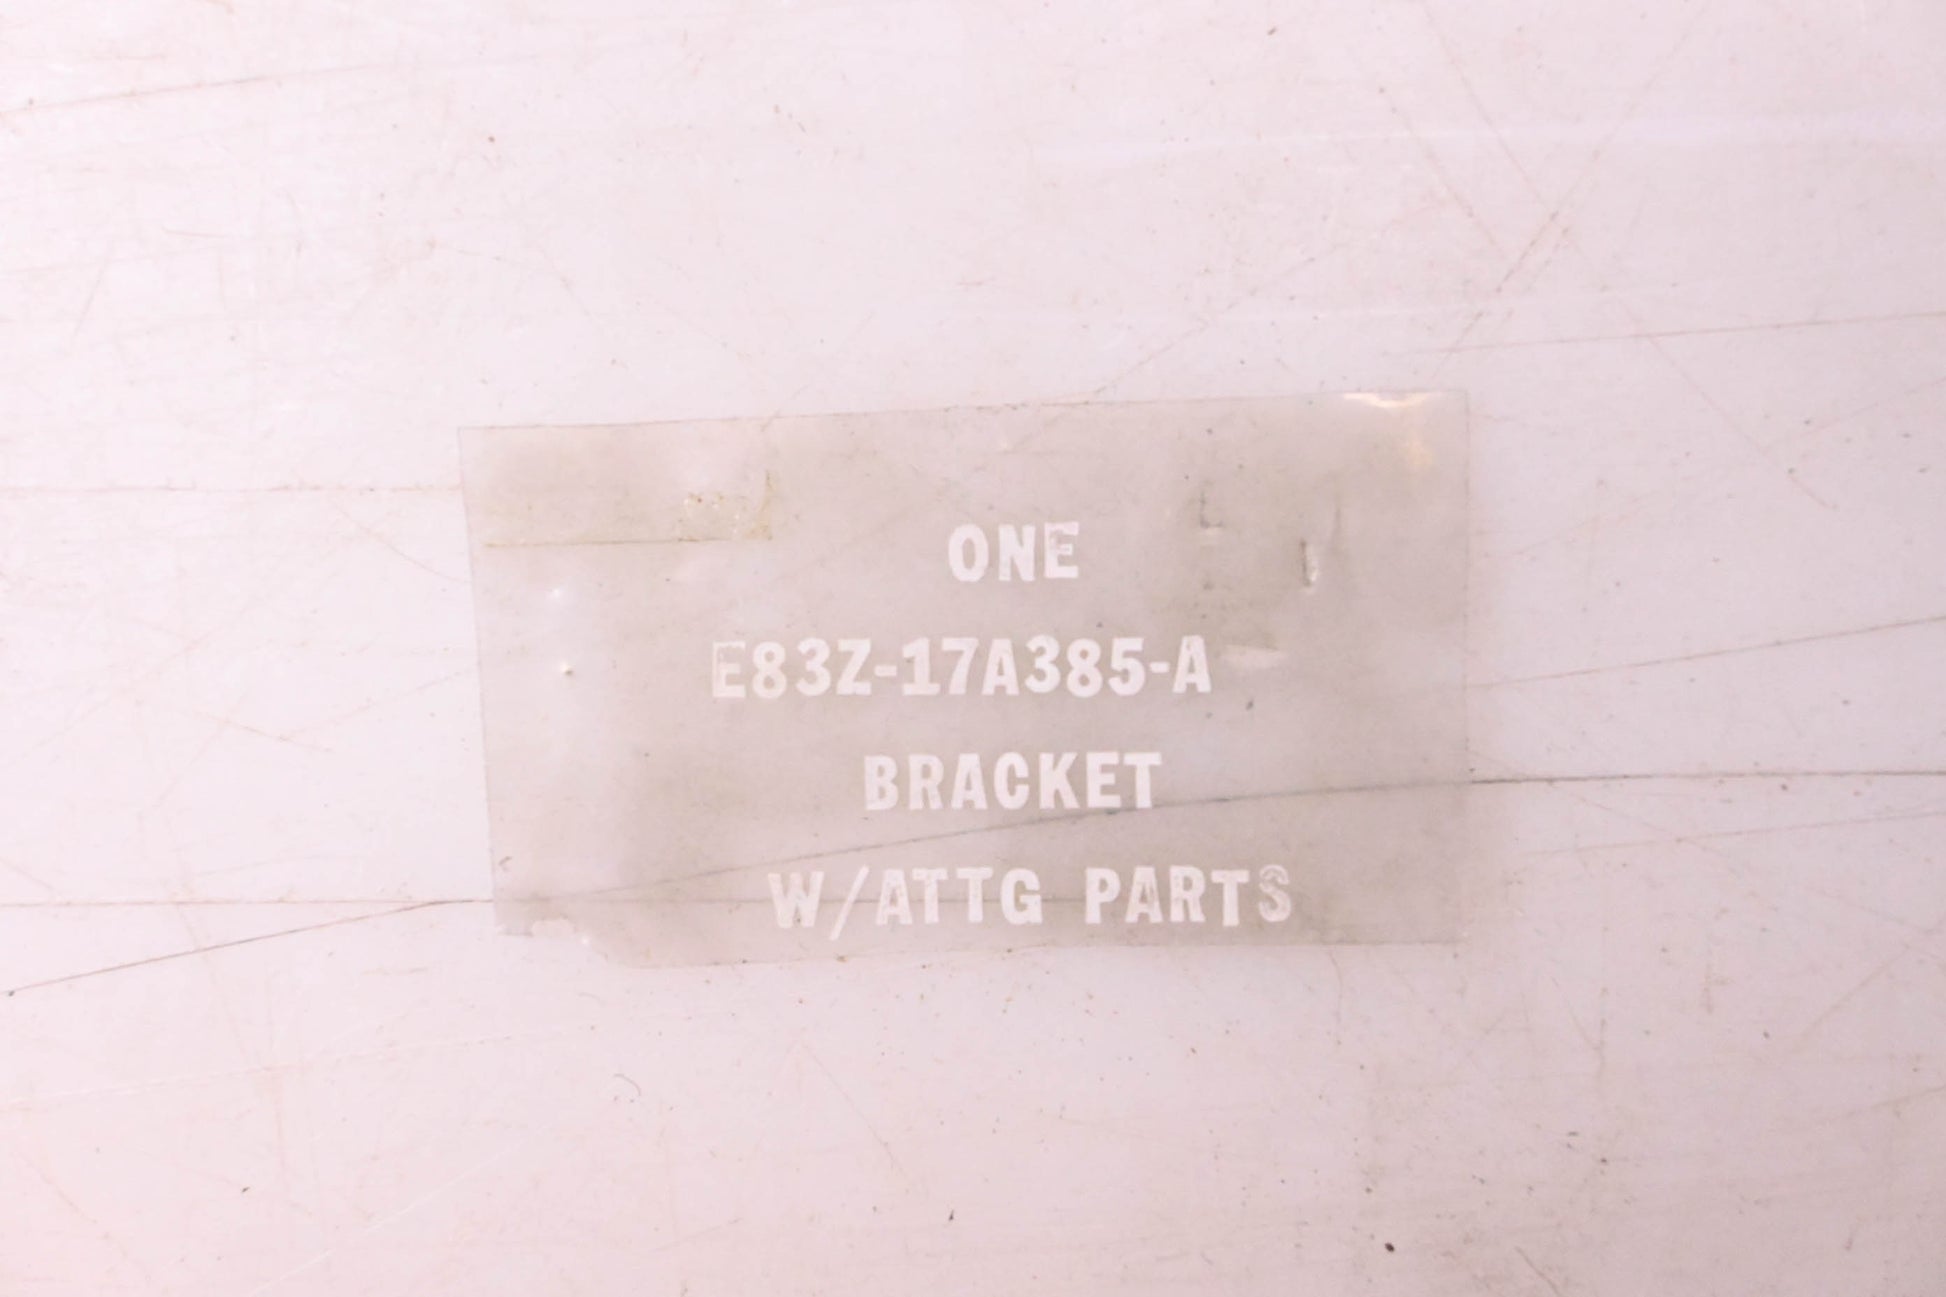 ONE
E83Z-17A385-A
BRACKET
W/ATTG PARTS